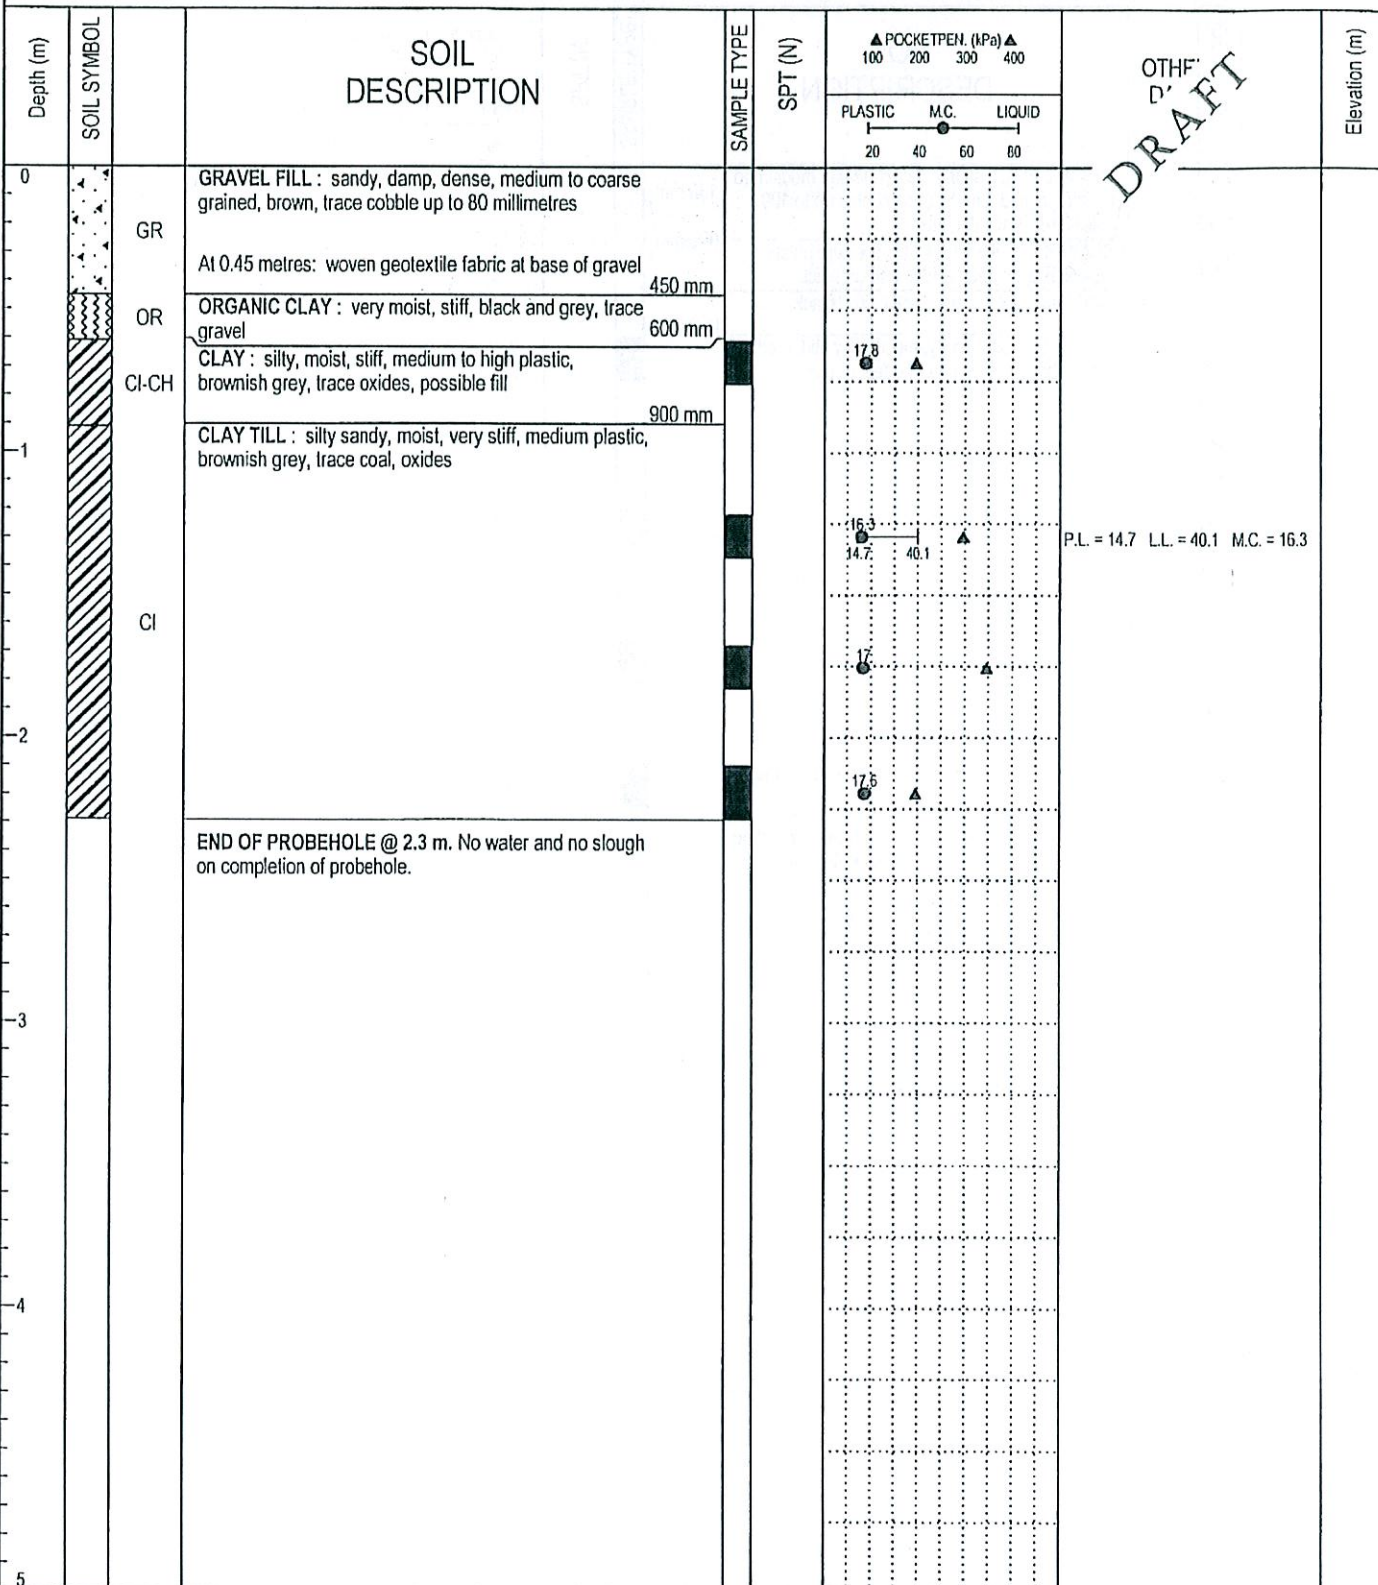 Depth (m)
SOIL SYMBOL
SOIL
DESCRIPTION
SAMPLE TYPE
SPT (N)
▲ POCKETPEN. (kPa) ▲
100 200 300 400
PLASTIC M.C. LIQUID
20 40 60 80
DRAFT
Elevation (m)
0
GR
GRAVEL FILL : sandy, damp, dense, medium to coarse
grained, brown, trace cobble up to 80 millimetres
At 0.45 metres: woven geotextile fabric at base of gravel
450 mm
OR
ORGANIC CLAY : very moist, stiff, black and grey, trace
gravel
600 mm
CI-CH
CLAY : silty, moist, stiff, medium to high plastic,
brownish grey, trace oxides, possible fill
900 mm
17.8
1
CLAY TILL : silty sandy, moist, very stiff, medium plastic,
brownish grey, trace coal, oxides
16.3
14.7 40.1
P.L. = 14.7 L.L. = 40.1 M.C. = 16.3
CI
17
2
17.6
END OF PROBEHOLE @ 2.3 m. No water and no slough
on completion of probehole.
3
4
5